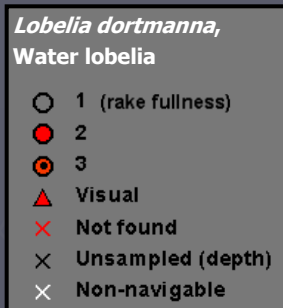 Lobelia dortmanna,
Water lobelia
1 (rake fullness)
2
3
Visual
Not found
Unsampled (depth)
Non-navigable